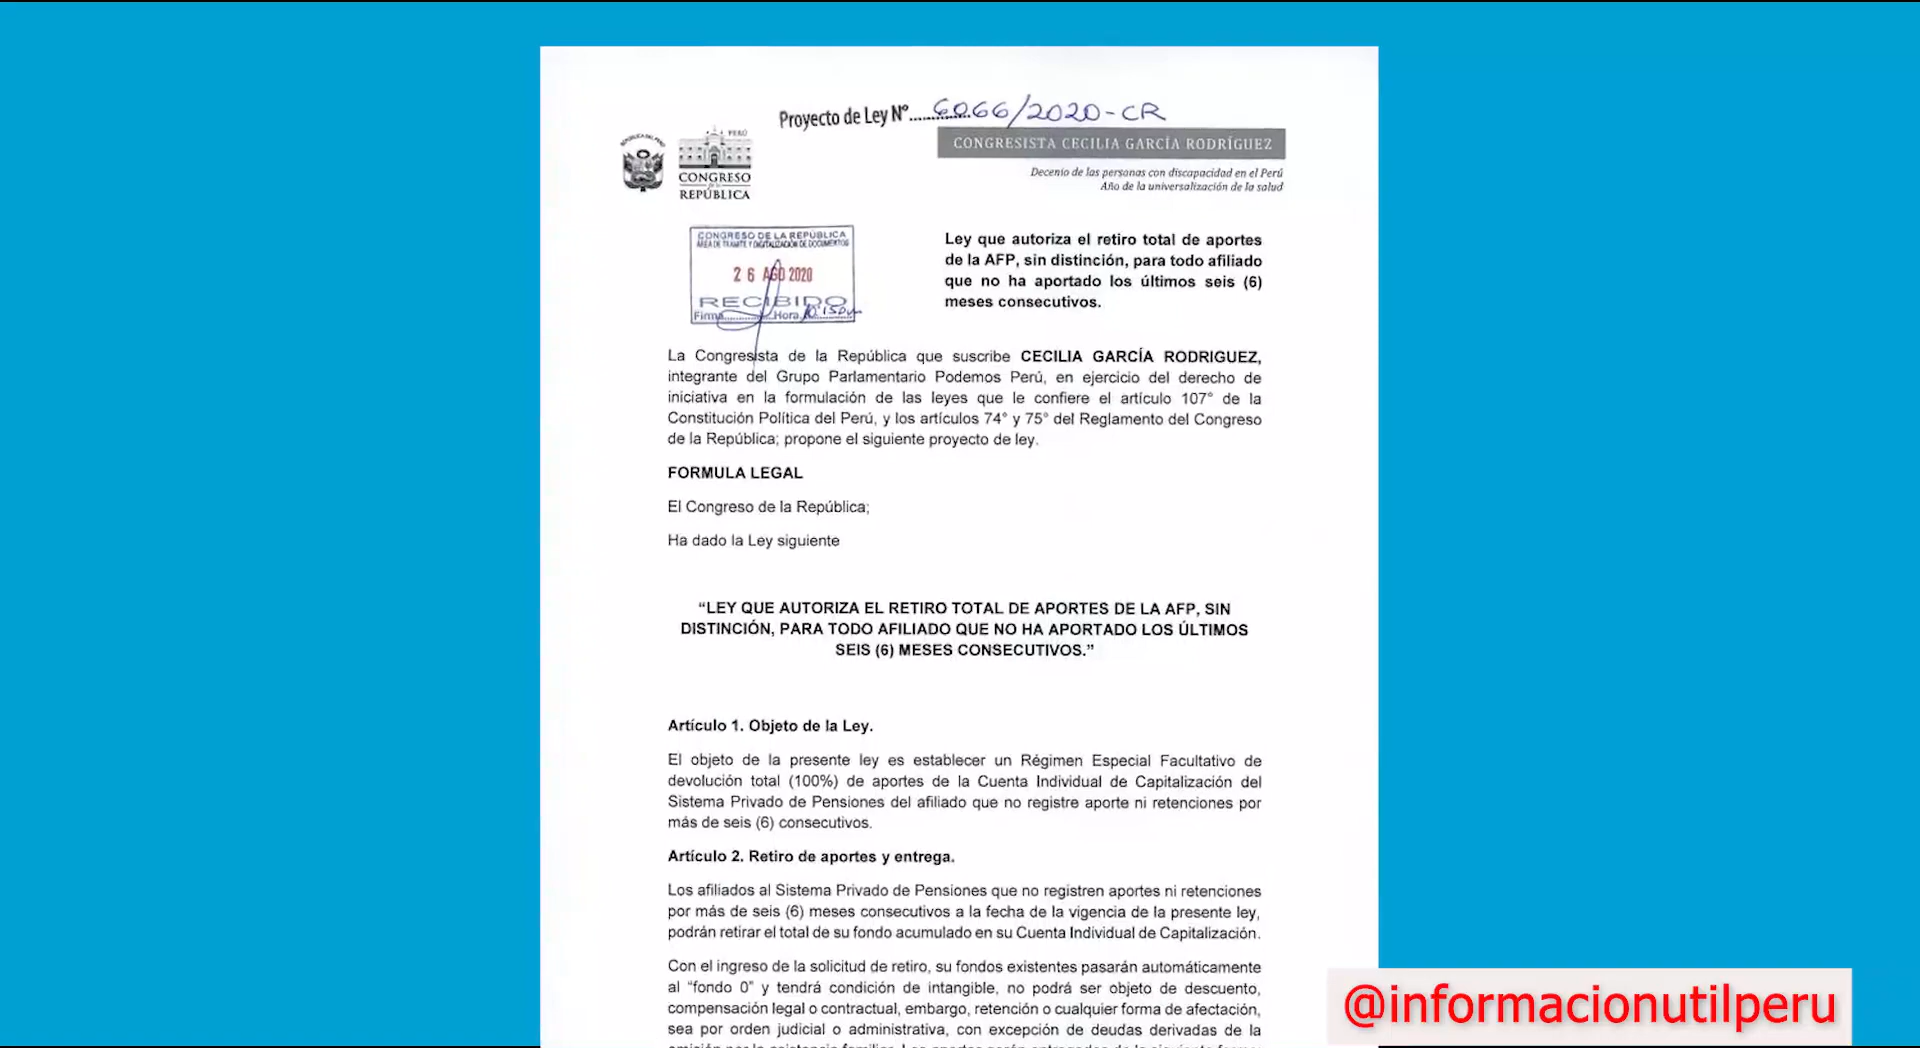 Proyecto de Ley Nº............ 6066/2020-CR
CONGRESISTA CECILIA GARCÍA RODRÍGUEZ
REPÚBLICA DEL PERÚ
PERÚ
CONGRESO
de la
REPÚBLICA
Decenio de las personas con discapacidad en el Perú
Año de la universalización de la salud
CONGRESO DE LA REPÚBLICA
ÁREA DE TRAMITE Y DIGITALIZACIÓN DE DOCUMENTOS
26 AGO 2020
RECIBIDO
Firma............Hora
Ley que autoriza el retiro total de aportes
de la AFP, sin distinción, para todo afiliado
que no ha aportado los últimos seis (6)
meses consecutivos.
La Congresista de la República que suscribe CECILIA GARCÍA RODRIGUEZ,
integrante del Grupo Parlamentario Podemos Perú, en ejercicio del derecho de
iniciativa en la formulación de las leyes que le confiere el artículo 107° de la
Constitución Política del Perú, y los artículos 74° y 75° del Reglamento del Congreso
de la República; propone el siguiente proyecto de ley.
FORMULA LEGAL
El Congreso de la República;
Ha dado la Ley siguiente
“LEY QUE AUTORIZA EL RETIRO TOTAL DE APORTES DE LA AFP, SIN
DISTINCIÓN, PARA TODO AFILIADO QUE NO HA APORTADO LOS ÚLTIMOS
SEIS (6) MESES CONSECUTIVOS.”
Artículo 1. Objeto de la Ley.
El objeto de la presente ley es establecer un Régimen Especial Facultativo de
devolución total (100%) de aportes de la Cuenta Individual de Capitalización del
Sistema Privado de Pensiones del afiliado que no registre aporte ni retenciones por
más de seis (6) consecutivos.
Artículo 2. Retiro de aportes y entrega.
Los afiliados al Sistema Privado de Pensiones que no registren aportes ni retenciones
por más de seis (6) meses consecutivos a la fecha de la vigencia de la presente ley,
podrán retirar el total de su fondo acumulado en su Cuenta Individual de Capitalización.
Con el ingreso de la solicitud de retiro, su fondos existentes pasarán automáticamente
al “fondo 0” y tendrá condición de intangible, no podrá ser objeto de descuento,
compensación legal o contractual, embargo, retención o cualquier forma de afectación,
sea por orden judicial o administrativa, con excepción de deudas derivadas de la
@informacionutilperu